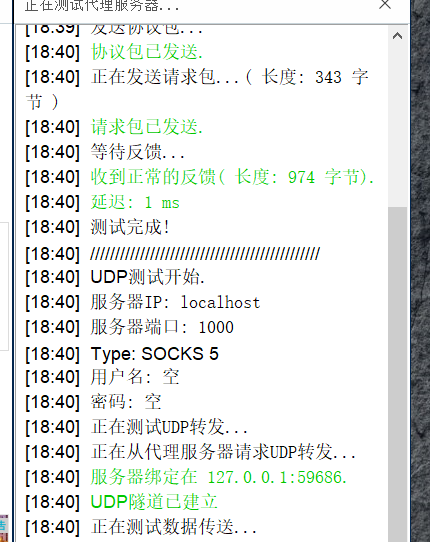 正在测试代理服务器...
[18:39] 发送协议包...
[18:40] 协议包已发送.
[18:40] 正在发送请求包...( 长度: 343 字
节 )
[18:40] 请求包已发送.
[18:40] 等待反馈...
[18:40] 收到正常的反馈( 长度: 974 字节).
[18:40] 延迟: 1 ms
[18:40] 测试完成!
[18:40] //////////////////////////////////////////////
[18:40] UDP测试开始.
[18:40] 服务器IP: localhost
[18:40] 服务器端口: 1000
[18:40] Type: SOCKS 5
[18:40] 用户名: 空
[18:40] 密码: 空
[18:40] 正在测试UDP转发...
[18:40] 正在从代理服务器请求UDP转发...
[18:40] 服务器绑定在 127.0.0.1:59686.
[18:40] UDP隧道已建立
[18:40] 正在测试数据传送...
告